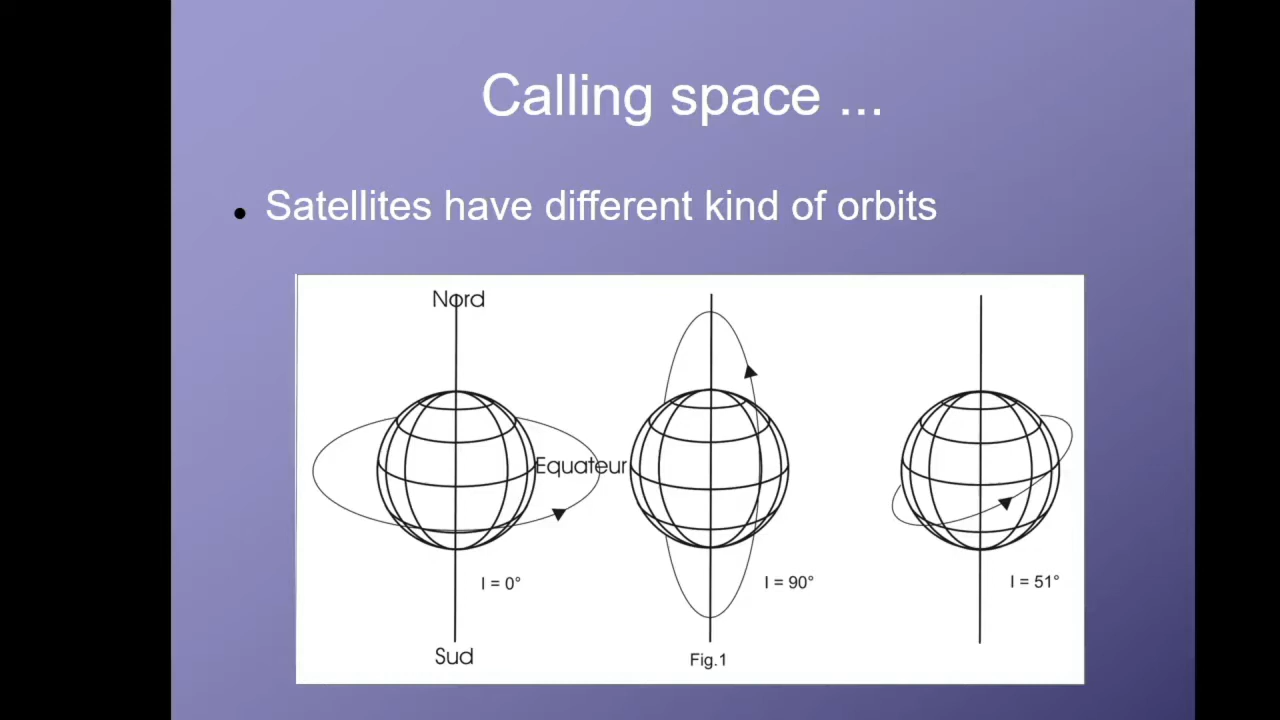 Calling space ...
• Satellites have different kind of orbits
Nord
Equateur
I = 0°
I = 90°
I = 51°
Sud
Fig.1